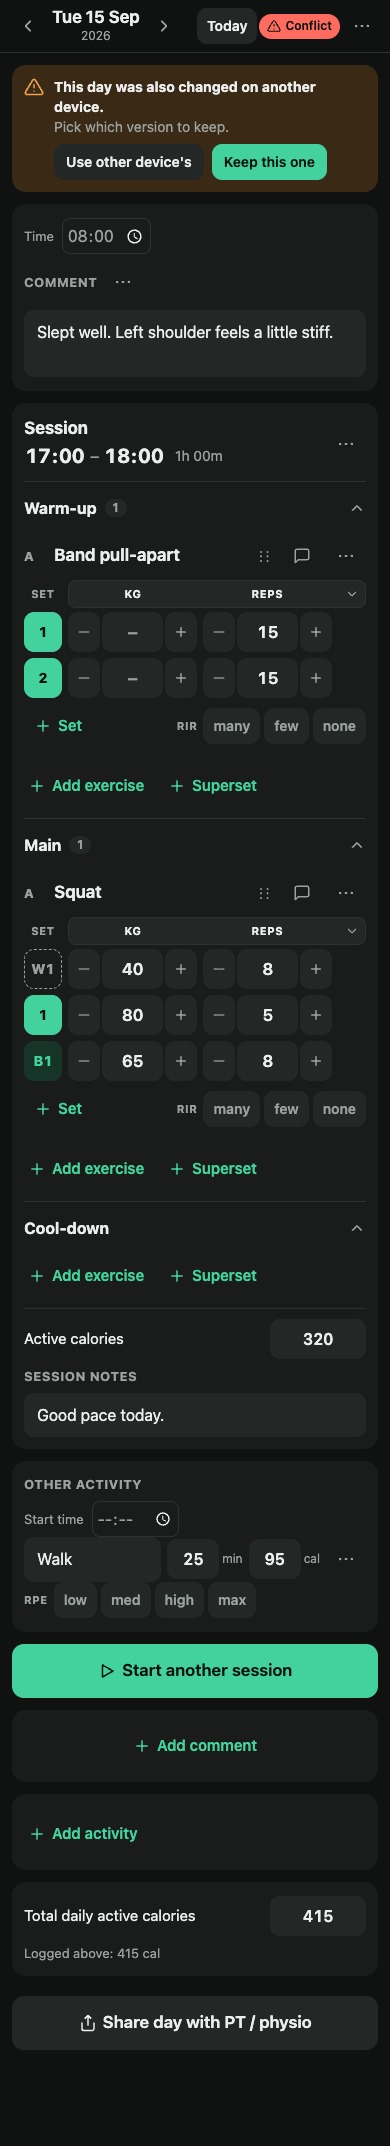 Tue 15 Sep
2026
Today
Conflict
This day was also changed on another
device.
Pick which version to keep.
Use other device's
Keep this one
Time 08:00
COMMENT
Slept well. Left shoulder feels a little stiff.
Session
17:00 – 18:00 1h 00m
Warm-up 1
A Band pull-apart
SET KG REPS
1 − – + − 15 +
2 − – + − 15 +
+ Set RIR many few none
+ Add exercise + Superset
Main 1
A Squat
SET KG REPS
W1 − 40 + − 8 +
1 − 80 + − 5 +
B1 − 65 + − 8 +
+ Set RIR many few none
+ Add exercise + Superset
Cool-down
+ Add exercise + Superset
Active calories 320
SESSION NOTES
Good pace today.
OTHER ACTIVITY
Start time --:--
Walk 25 min 95 cal
RPE low med high max
Start another session
+ Add comment
+ Add activity
Total daily active calories 415
Logged above: 415 cal
Share day with PT / physio